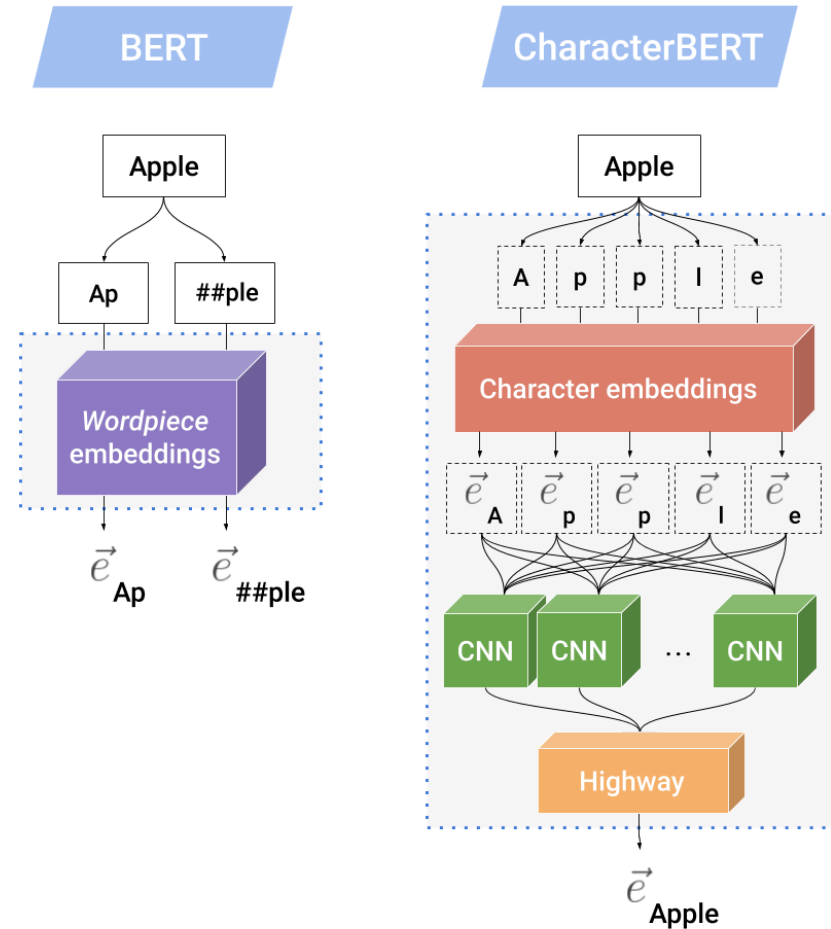 BERT
Apple
Ap
##ple
Wordpiece
embeddings
e⃗ Ap
e⃗ ##ple
CharacterBERT
Apple
A p p l e
Character embeddings
e⃗ A e⃗ p e⃗ p e⃗ l e⃗ e
CNN CNN ... CNN
Highway
e⃗ Apple